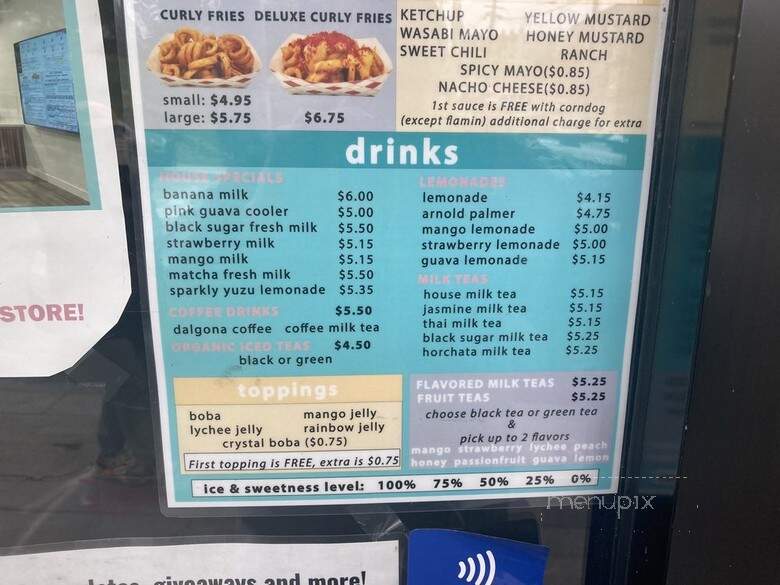 CURLY FRIES DELUXE CURLY FRIES
small: $4.95
large: $5.75
$6.75
KETCHUP YELLOW MUSTARD
WASABI MAYO HONEY MUSTARD
SWEET CHILI RANCH
SPICY MAYO($0.85)
NACHO CHEESE($0.85)
1st sauce is FREE with corndog
(except flamin) additional charge for extra
drinks
HOUSE SPECIALS
banana milk $6.00
pink guava cooler $5.00
black sugar fresh milk $5.50
strawberry milk $5.15
mango milk $5.15
matcha fresh milk $5.50
sparkly yuzu lemonade $5.35
COFFEE DRINKS $5.50
dalgona coffee coffee milk tea
ORGANIC ICED TEAS $4.50
black or green
LEMONADES
lemonade $4.15
arnold palmer $4.75
mango lemonade $5.00
strawberry lemonade $5.00
guava lemonade $5.15
MILK TEAS
house milk tea $5.15
jasmine milk tea $5.15
thai milk tea $5.15
black sugar milk tea $5.25
horchata milk tea $5.25
toppings
boba mango jelly
lychee jelly rainbow jelly
crystal boba ($0.75)
First topping is FREE, extra is $0.75
FLAVORED MILK TEAS $5.25
FRUIT TEAS $5.25
choose black tea or green tea
&
pick up to 2 flavors
mango strawberry lychee peach
honey passionfruit guava lemon
ice & sweetness level: 100% 75% 50% 25% 0%
STORE!
giveaways and more!
menupix